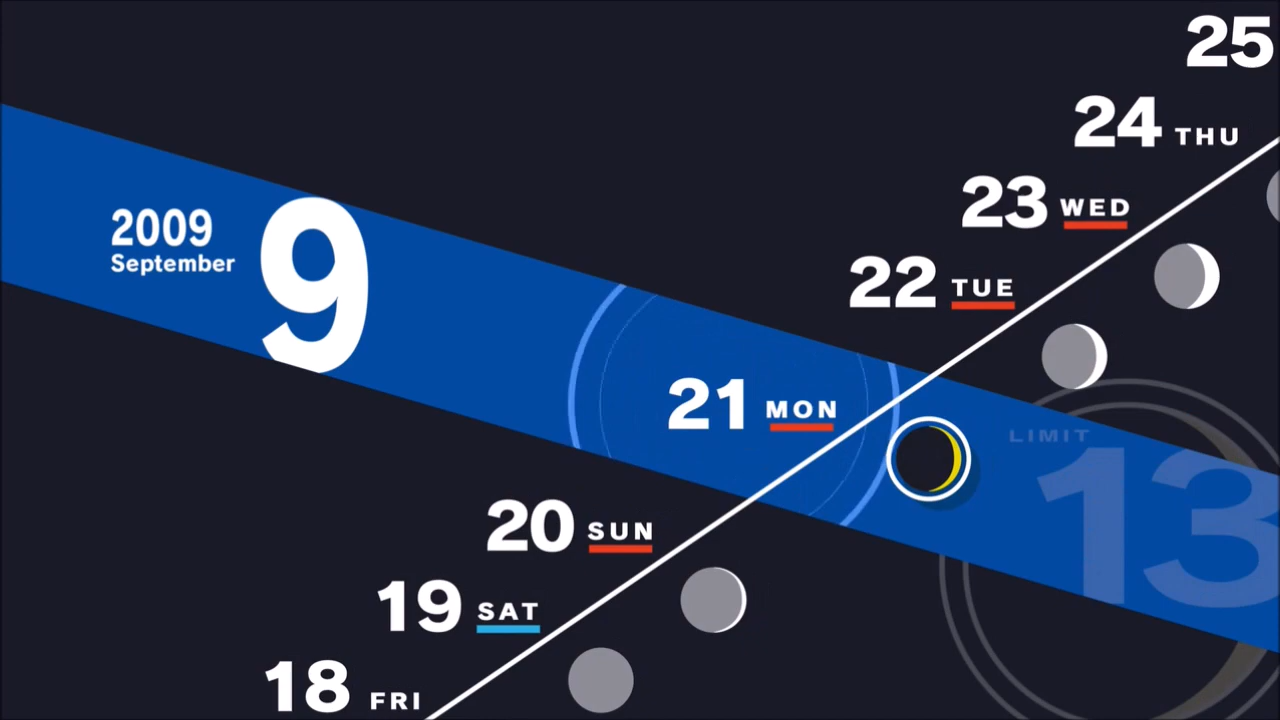 25
24 THU
23 WED
22 TUE
2009
September
9
21 MON
LIMIT
13
20 SUN
19 SAT
18 FRI